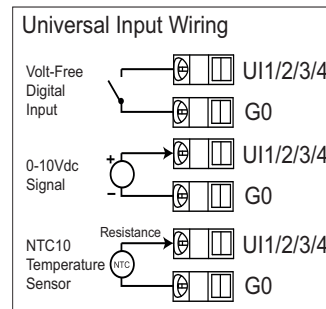 Universal Input Wiring
Volt-Free
Digital
Input
UI1/2/3/4
G0
0-10Vdc
Signal
+
–
UI1/2/3/4
G0
NTC10
Temperature
Sensor
Resistance
NTC
UI1/2/3/4
G0